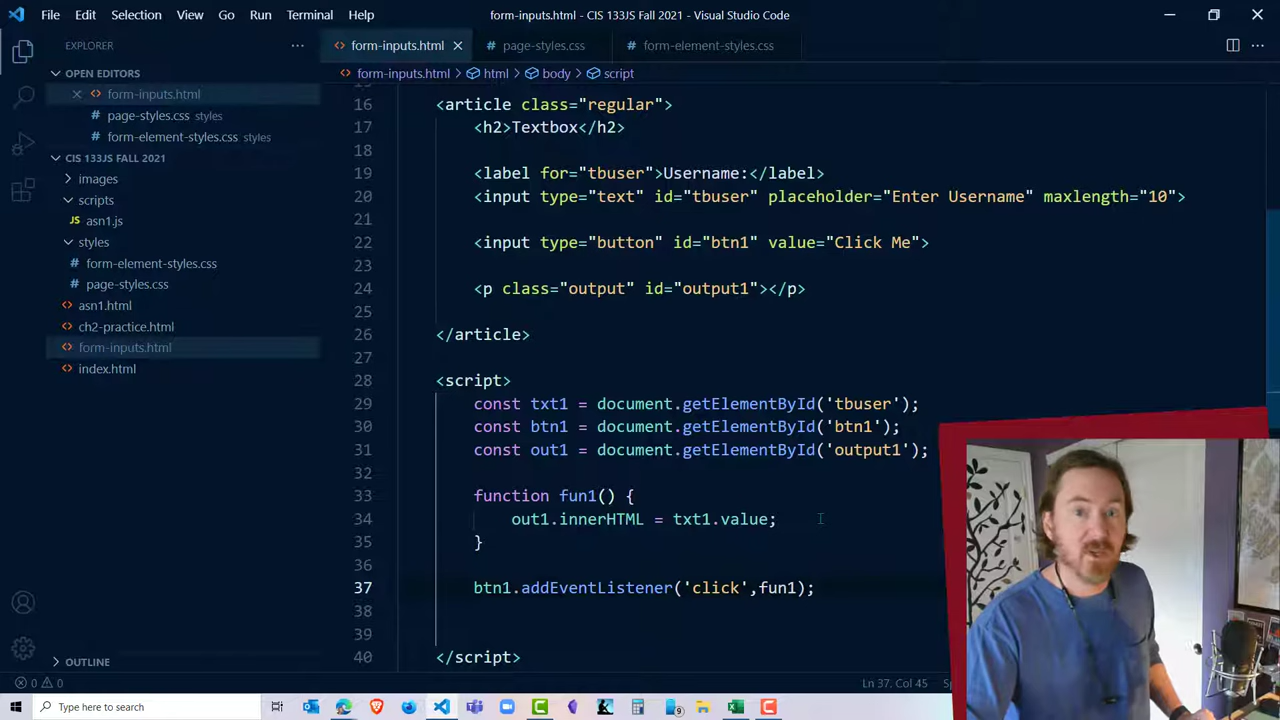 File Edit Selection View Go Run Terminal Help form-inputs.html - CIS 133JS Fall 2021 - Visual Studio Code
EXPLORER
OPEN EDITORS
form-inputs.html
page-styles.css styles
form-element-styles.css styles
CIS 133JS FALL 2021
images
scripts
JS asn1.js
styles
# form-element-styles.css
# page-styles.css
<> asn1.html
<> ch2-practice.html
<> form-inputs.html
<> index.html
OUTLINE
<> form-inputs.html # page-styles.css # form-element-styles.css
<> form-inputs.html > html > body > script
15
16 <article class="regular">
17 <h2>Textbox</h2>
18
19 <label for="tbuser">Username:</label>
20 <input type="text" id="tbuser" placeholder="Enter Username" maxlength="10">
21
22 <input type="button" id="btn1" value="Click Me">
23
24 <p class="output" id="output1"></p>
25
26 </article>
27
28 <script>
29 const txt1 = document.getElementById('tbuser');
30 const btn1 = document.getElementById('btn1');
31 const out1 = document.getElementById('output1');
32
33 function fun1() {
34 out1.innerHTML = txt1.value;
35 }
36
37 btn1.addEventListener('click',fun1);
38
39
40 </script>
0 0 Ln 37, Col 45
Type here to search
9